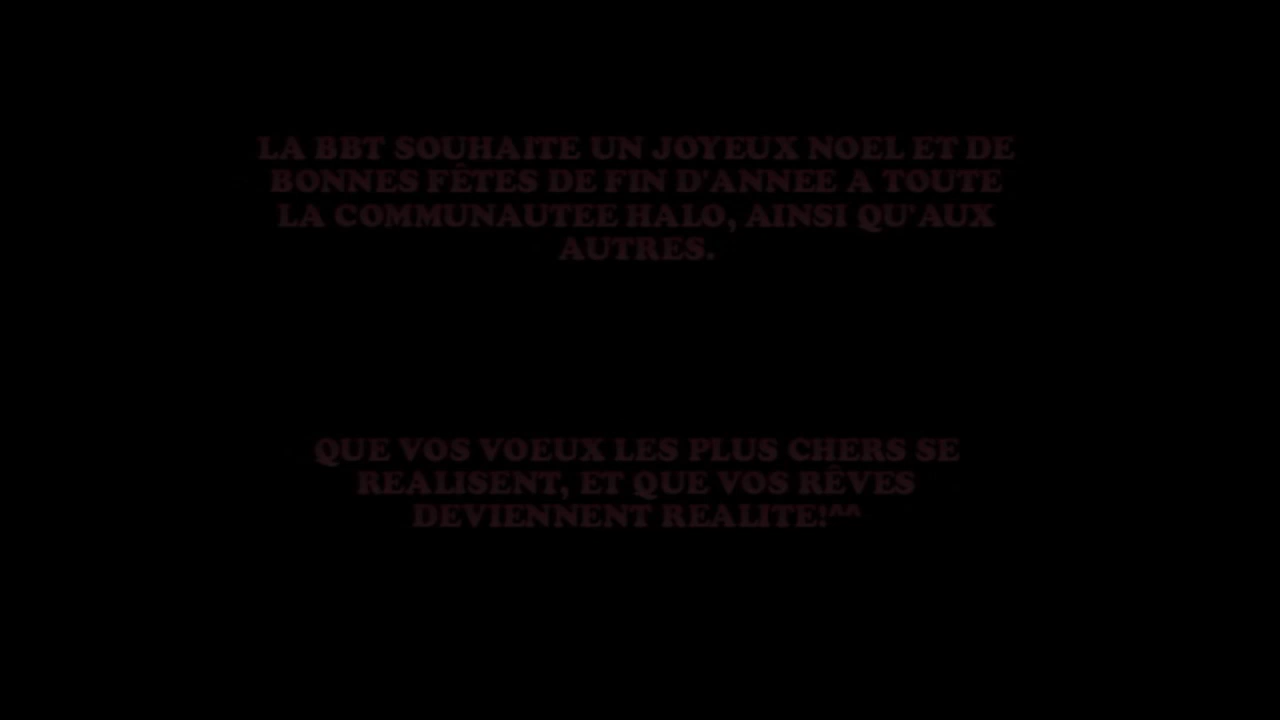 LA BBT SOUHAITE UN JOYEUX NOEL ET DE
BONNES FÊTES DE FIN D'ANNEE A TOUTE
LA COMMUNAUTEE HALO, AINSI QU'AUX
AUTRES.
QUE VOS VOEUX LES PLUS CHERS SE
REALISENT, ET QUE VOS RÊVES
DEVIENNENT REALITE!^^